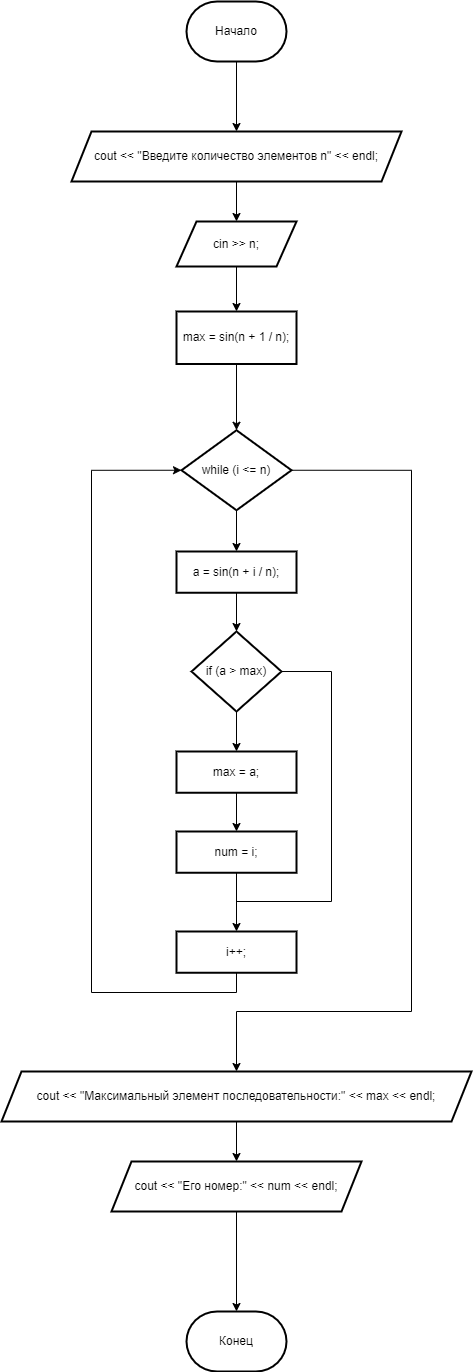 Начало
cout << "Введите количество элементов n" << endl;
cin >> n;
max = sin(n + 1 / n);
while (i <= n)
a = sin(n + i / n);
if (a > max)
max = a;
num = i;
i++;
cout << "Максимальный элемент последовательности:" << max << endl;
cout << "Его номер:" << num << endl;
Конец